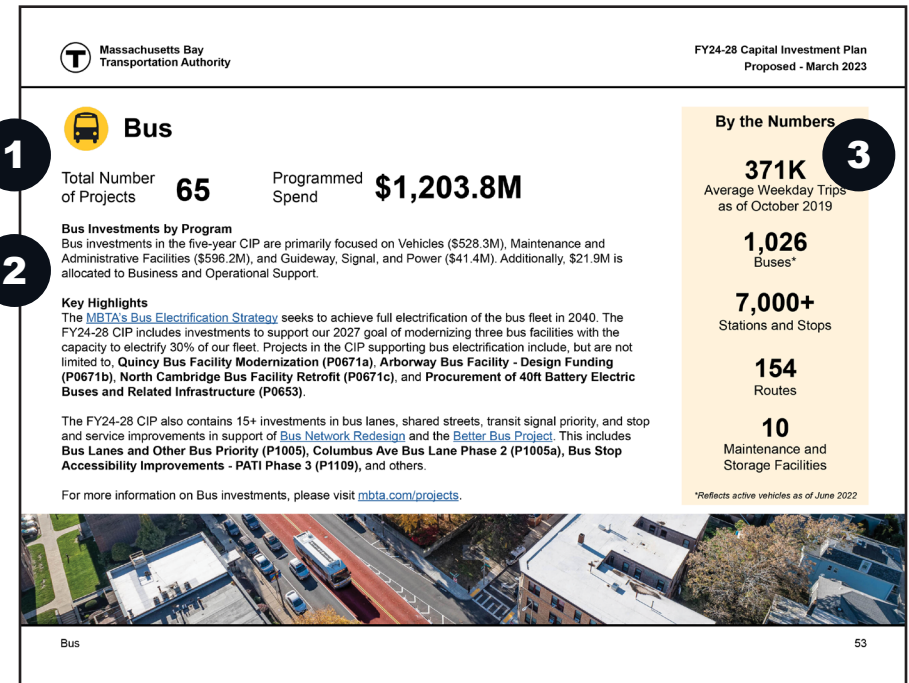 Massachusetts Bay
Transportation Authority
FY24-28 Capital Investment Plan
Proposed - March 2023
1
Bus
Total Number
of Projects
65
Programmed
Spend
$1,203.8M
2
Bus Investments by Program
Bus investments in the five-year CIP are primarily focused on Vehicles ($528.3M), Maintenance and
Administrative Facilities ($596.2M), and Guideway, Signal, and Power ($41.4M). Additionally, $21.9M is
allocated to Business and Operational Support.
Key Highlights
The MBTA's Bus Electrification Strategy seeks to achieve full electrification of the bus fleet in 2040. The
FY24-28 CIP includes investments to support our 2027 goal of modernizing three bus facilities with the
capacity to electrify 30% of our fleet. Projects in the CIP supporting bus electrification include, but are not
limited to, Quincy Bus Facility Modernization (P0671a), Arborway Bus Facility - Design Funding
(P0671b), North Cambridge Bus Facility Retrofit (P0671c), and Procurement of 40ft Battery Electric
Buses and Related Infrastructure (P0653).
The FY24-28 CIP also contains 15+ investments in bus lanes, shared streets, transit signal priority, and stop
and service improvements in support of Bus Network Redesign and the Better Bus Project. This includes
Bus Lanes and Other Bus Priority (P1005), Columbus Ave Bus Lane Phase 2 (P1005a), Bus Stop
Accessibility Improvements - PATI Phase 3 (P1109), and others.
For more information on Bus investments, please visit mbta.com/projects.
By the Numbers
3
371K
Average Weekday Trips
as of October 2019
1,026
Buses*
7,000+
Stations and Stops
154
Routes
10
Maintenance and
Storage Facilities
*Reflects active vehicles as of June 2022
Bus
53